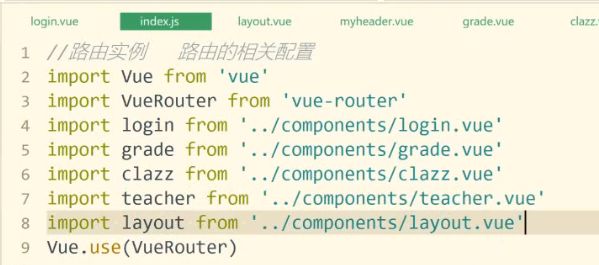 login.vue index.js layout.vue myheader.vue grade.vue clazz.
1 //路由实例 路由的相关配置
2 import Vue from 'vue'
3 import VueRouter from 'vue-router'
4 import login from '../components/login.vue'
5 import grade from '../components/grade.vue'
6 import clazz from '../components/clazz.vue'
7 import teacher from '../components/teacher.vue'
8 import layout from '../components/layout.vue'
9 Vue.use(VueRouter)